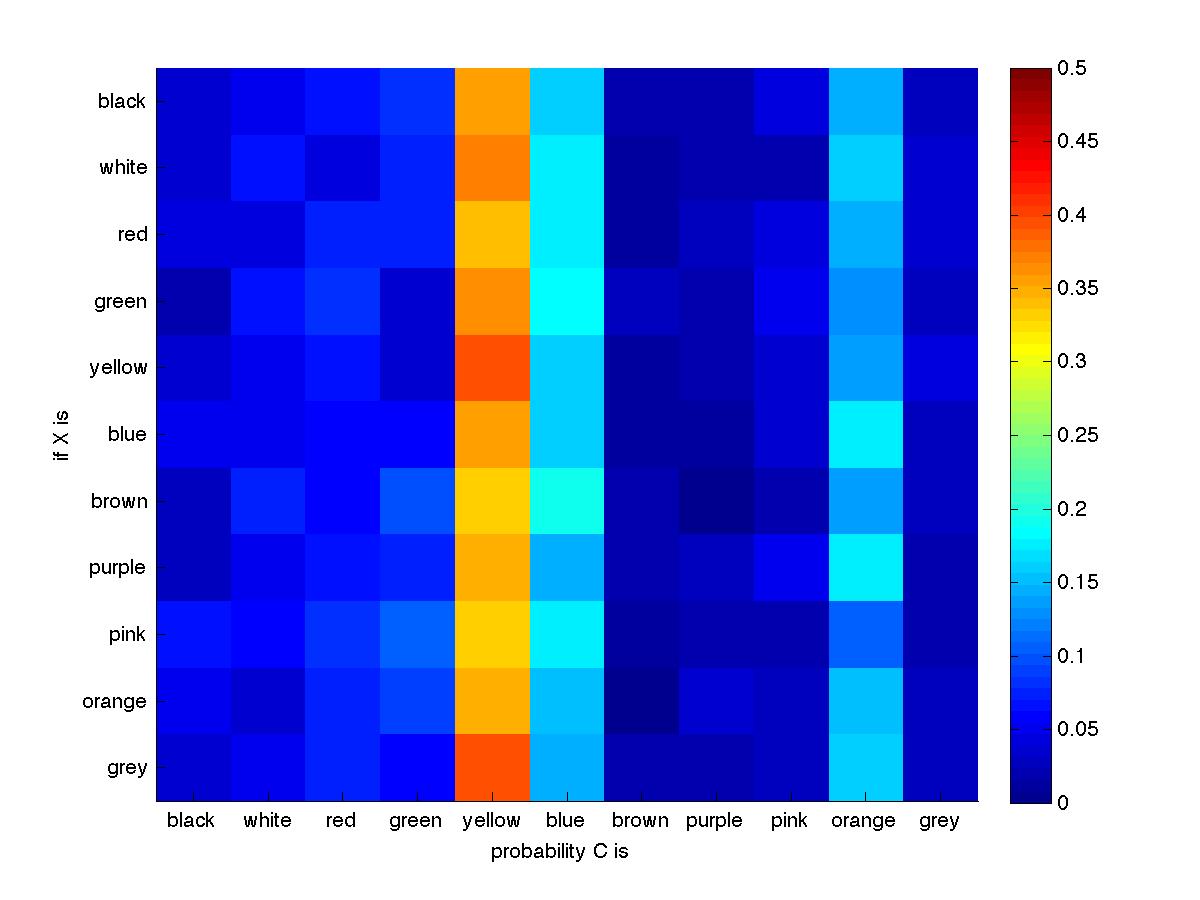 black
white
red
green
yellow
blue
brown
purple
pink
orange
grey
if X is
black white red green yellow blue brown purple pink orange grey
probability C is
0.5
0.45
0.4
0.35
0.3
0.25
0.2
0.15
0.1
0.05
0